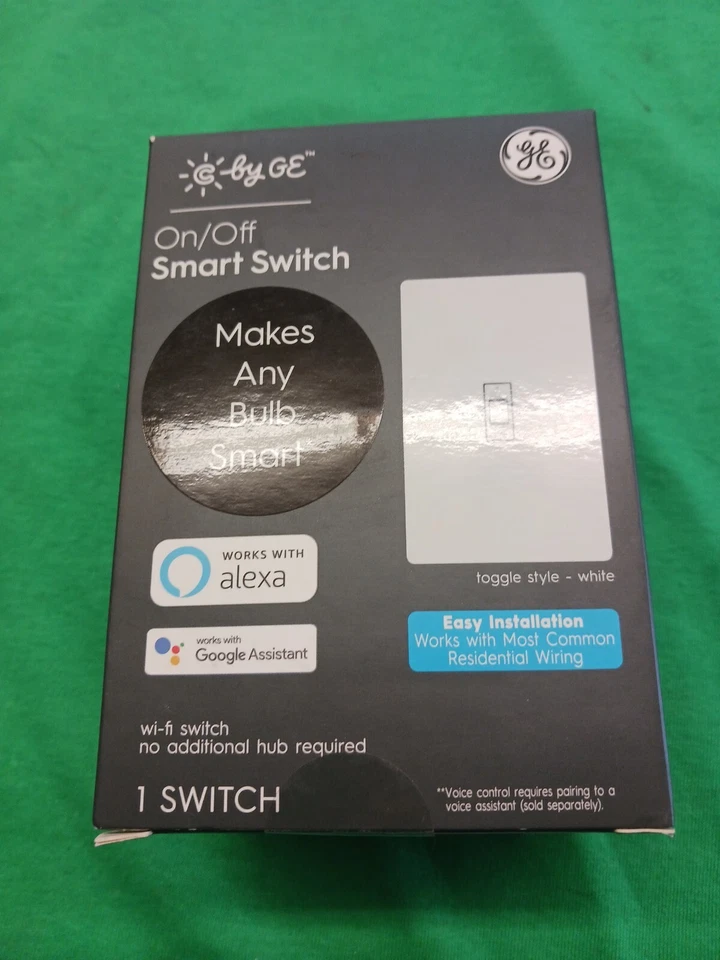 C by GE™
GE
On/Off
Smart Switch
Makes
Any
Bulb
Smart
toggle style - white
WORKS WITH
alexa
Easy Installation
Works with Most Common
Residential Wiring
works with
Google Assistant
wi-fi switch
no additional hub required
1 SWITCH
**Voice control requires pairing to a
voice assistant (sold separately).